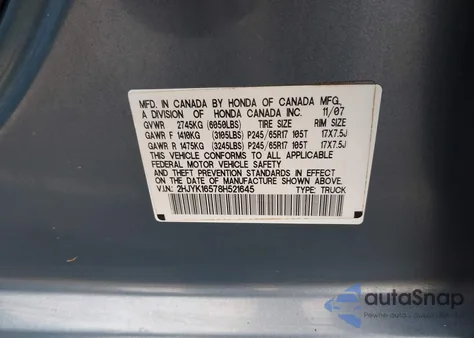 MFD. IN CANADA BY HONDA OF CANADA MFG.
A DIVISION OF HONDA CANADA INC. 11/07
GVWR 2745KG (6050LBS) TIRE SIZE RIM SIZE
GAWR F 1410KG (3105LBS) P245/65R17 105T 17X7.5J
GAWR R 1475KG (3245LBS) P245/65R17 105T 17X7.5J
THIS VEHICLE CONFORMS TO ALL APPLICABLE
FEDERAL MOTOR VEHICLE SAFETY
AND THEFT PREVENTION STANDARDS IN
EFFECT ON THE DATE OF MANUFACTURE
SHOWN ABOVE.
V.I.N: 2HJYK16578H521645 TYPE: TRUCK
autoSnap
Pewne auto